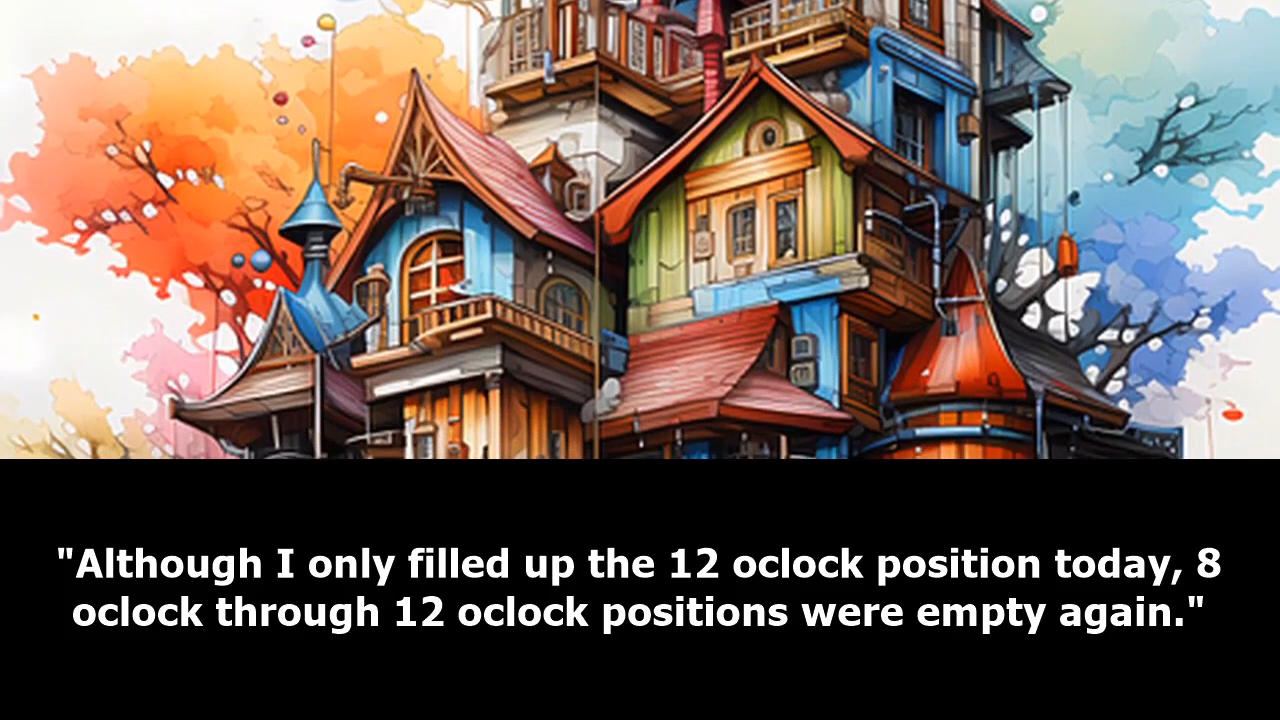 "Although I only filled up the 12 oclock position today, 8
oclock through 12 oclock positions were empty again."